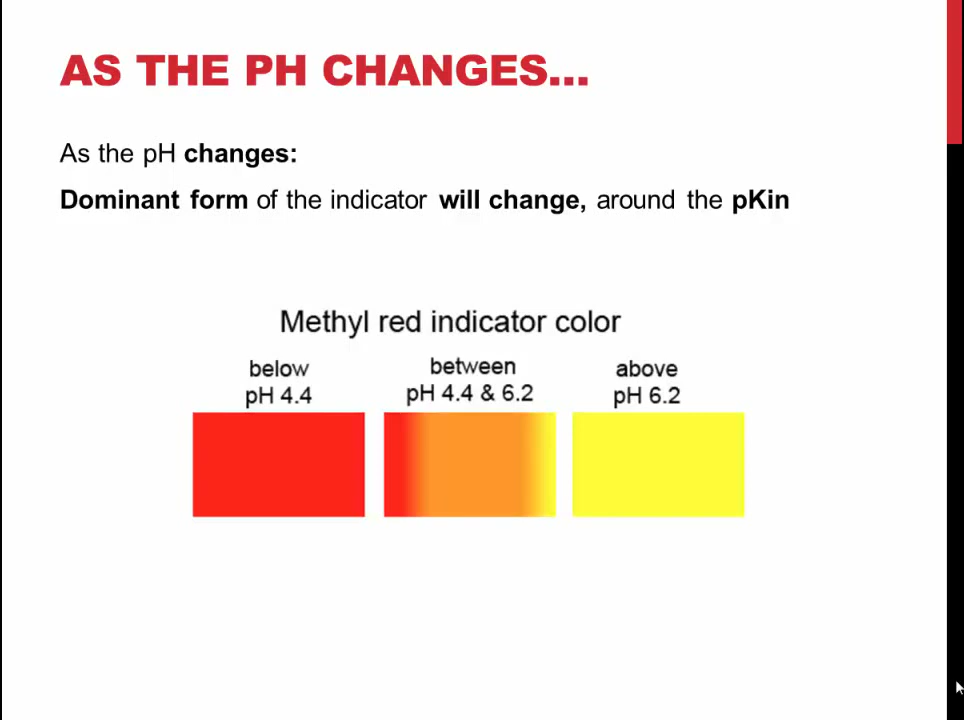 AS THE PH CHANGES...
As the pH changes:
Dominant form of the indicator will change, around the pKin
Methyl red indicator color
below
pH 4.4
between
pH 4.4 & 6.2
above
pH 6.2